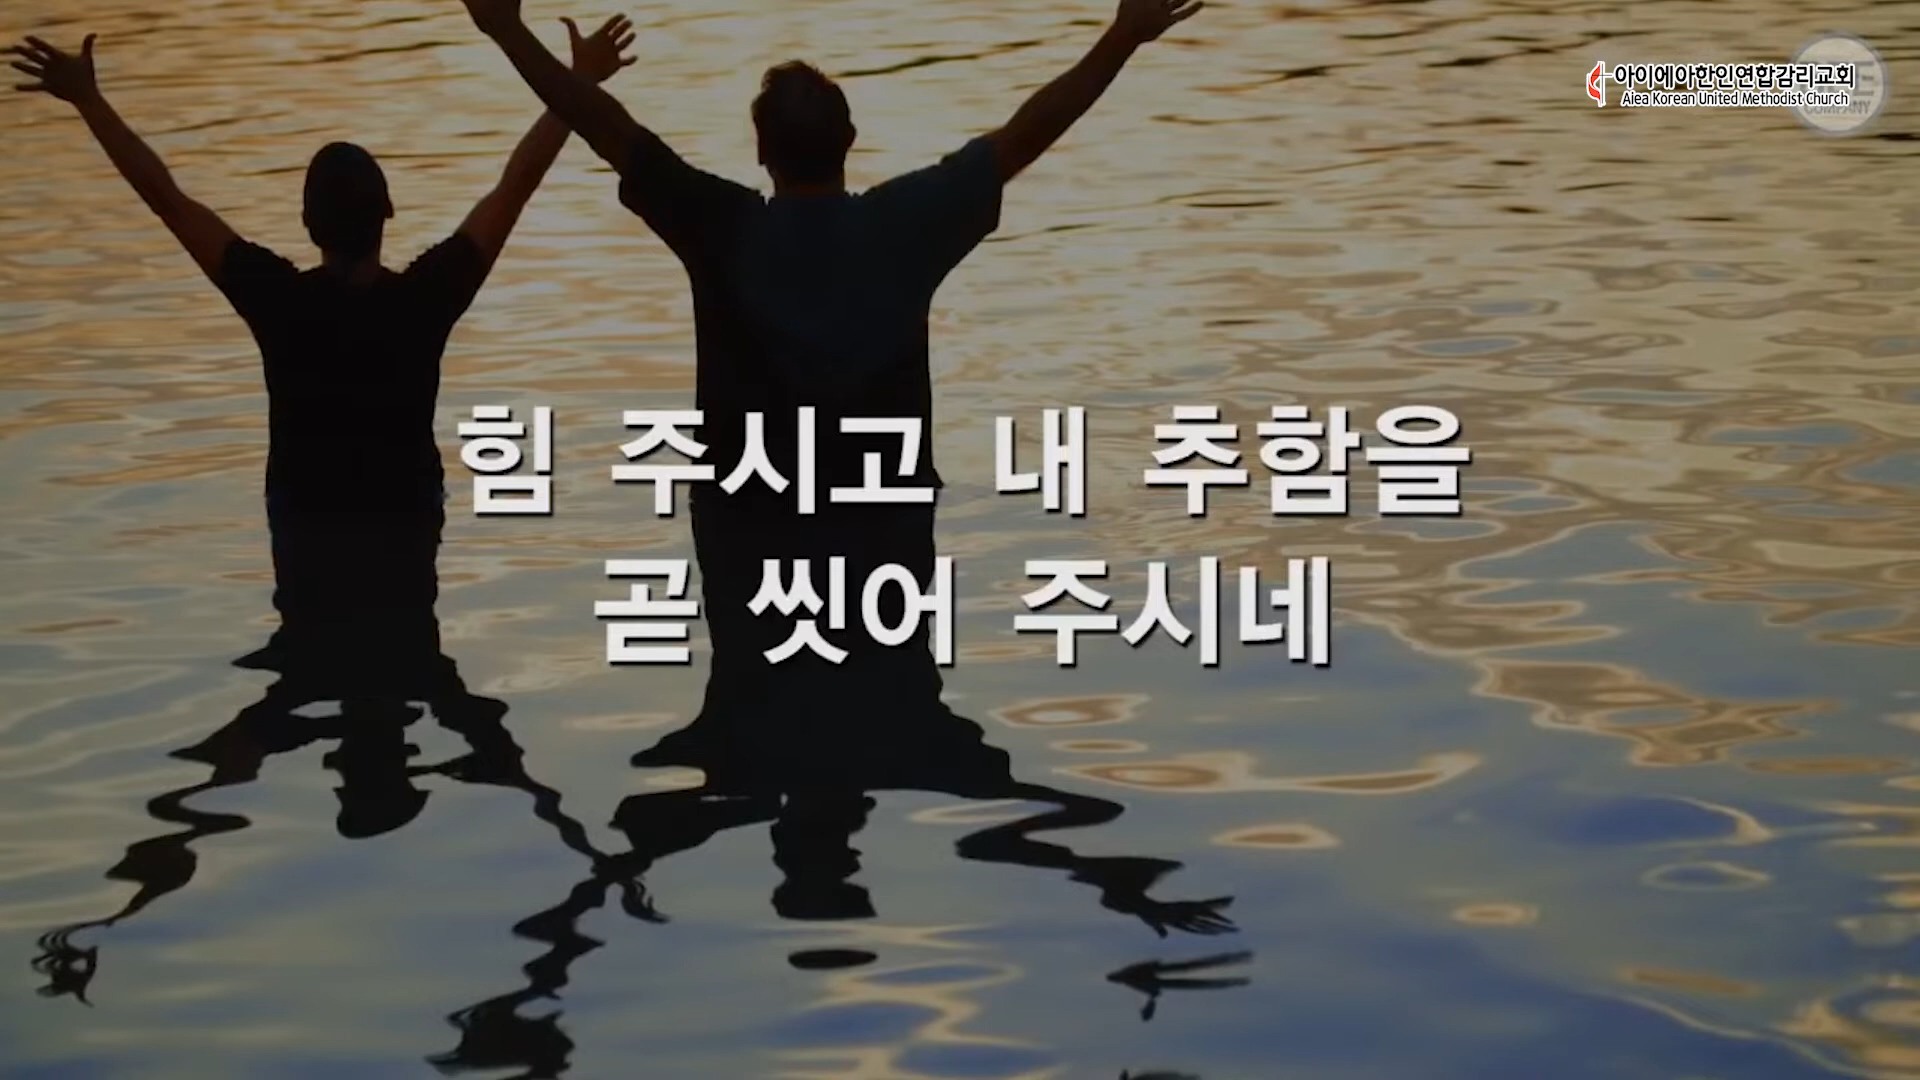 아이에아한인연합감리교회
Aiea Korean United Methodist Church
COMPANY
힘 주시고 내 추함을
곧 씻어 주시네